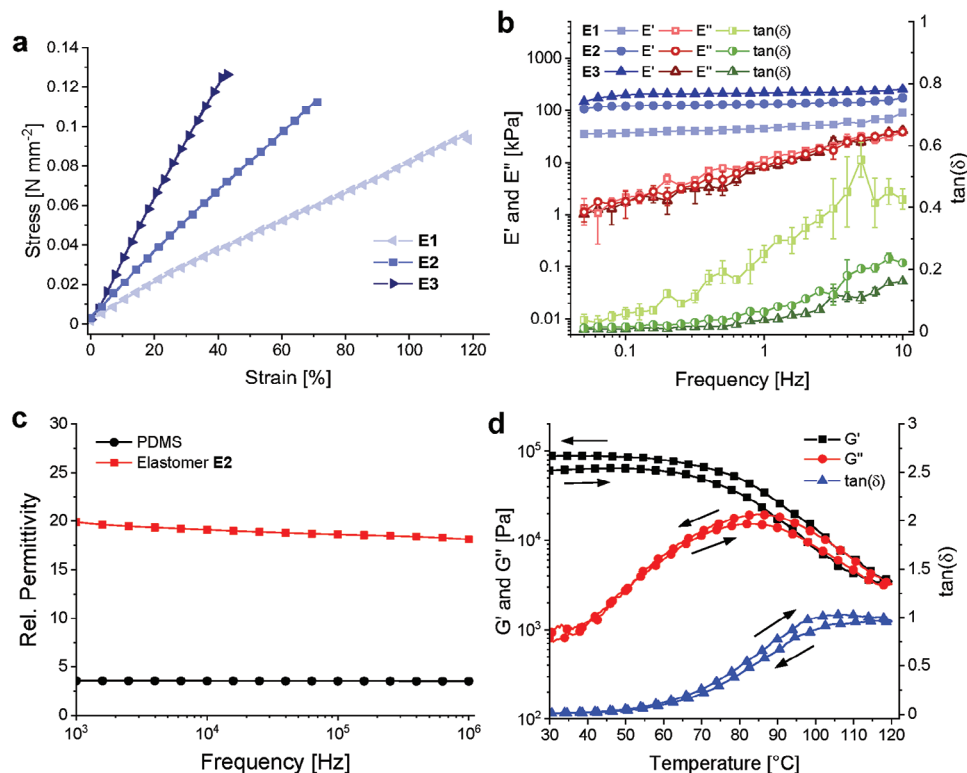 a
0.14
0.12
0.1
0.08
0.06
0.04
0.02
0
Stress [N mm⁻²]
E1
E2
E3
0 20 40 60 80 100 120
Strain [%]
b
E1 E' E'' tan(δ)
E2 E' E'' tan(δ)
E3 E' E'' tan(δ)
1000
100
10
1
0.1
0.01
E' and E'' [kPa]
1
0.8
0.6
0.4
0.2
0
tan(δ)
0.1 1 10
Frequency [Hz]
c
PDMS
Elastomer E2
30
25
20
15
10
5
0
Rel. Permittivity
10³ 10⁴ 10⁵ 10⁶
Frequency [Hz]
d
G'
G''
tan(δ)
10⁵
10⁴
10³
10²
G' and G'' [Pa]
3
2.5
2
1.5
1
0.5
0
tan(δ)
30 40 50 60 70 80 90 100 110 120
Temperature [°C]